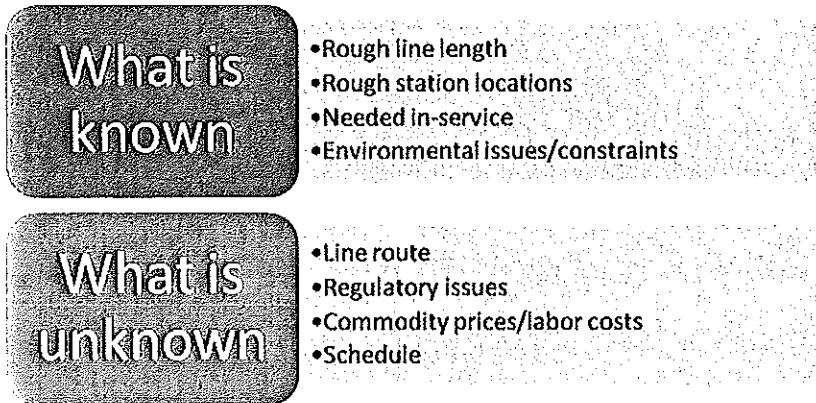 What is
known
•Rough line length
•Rough station locations
•Needed in-service
•Environmental issues/constraints
What is
unknown
•Line route
•Regulatory issues
•Commodity prices/labor costs
•Schedule